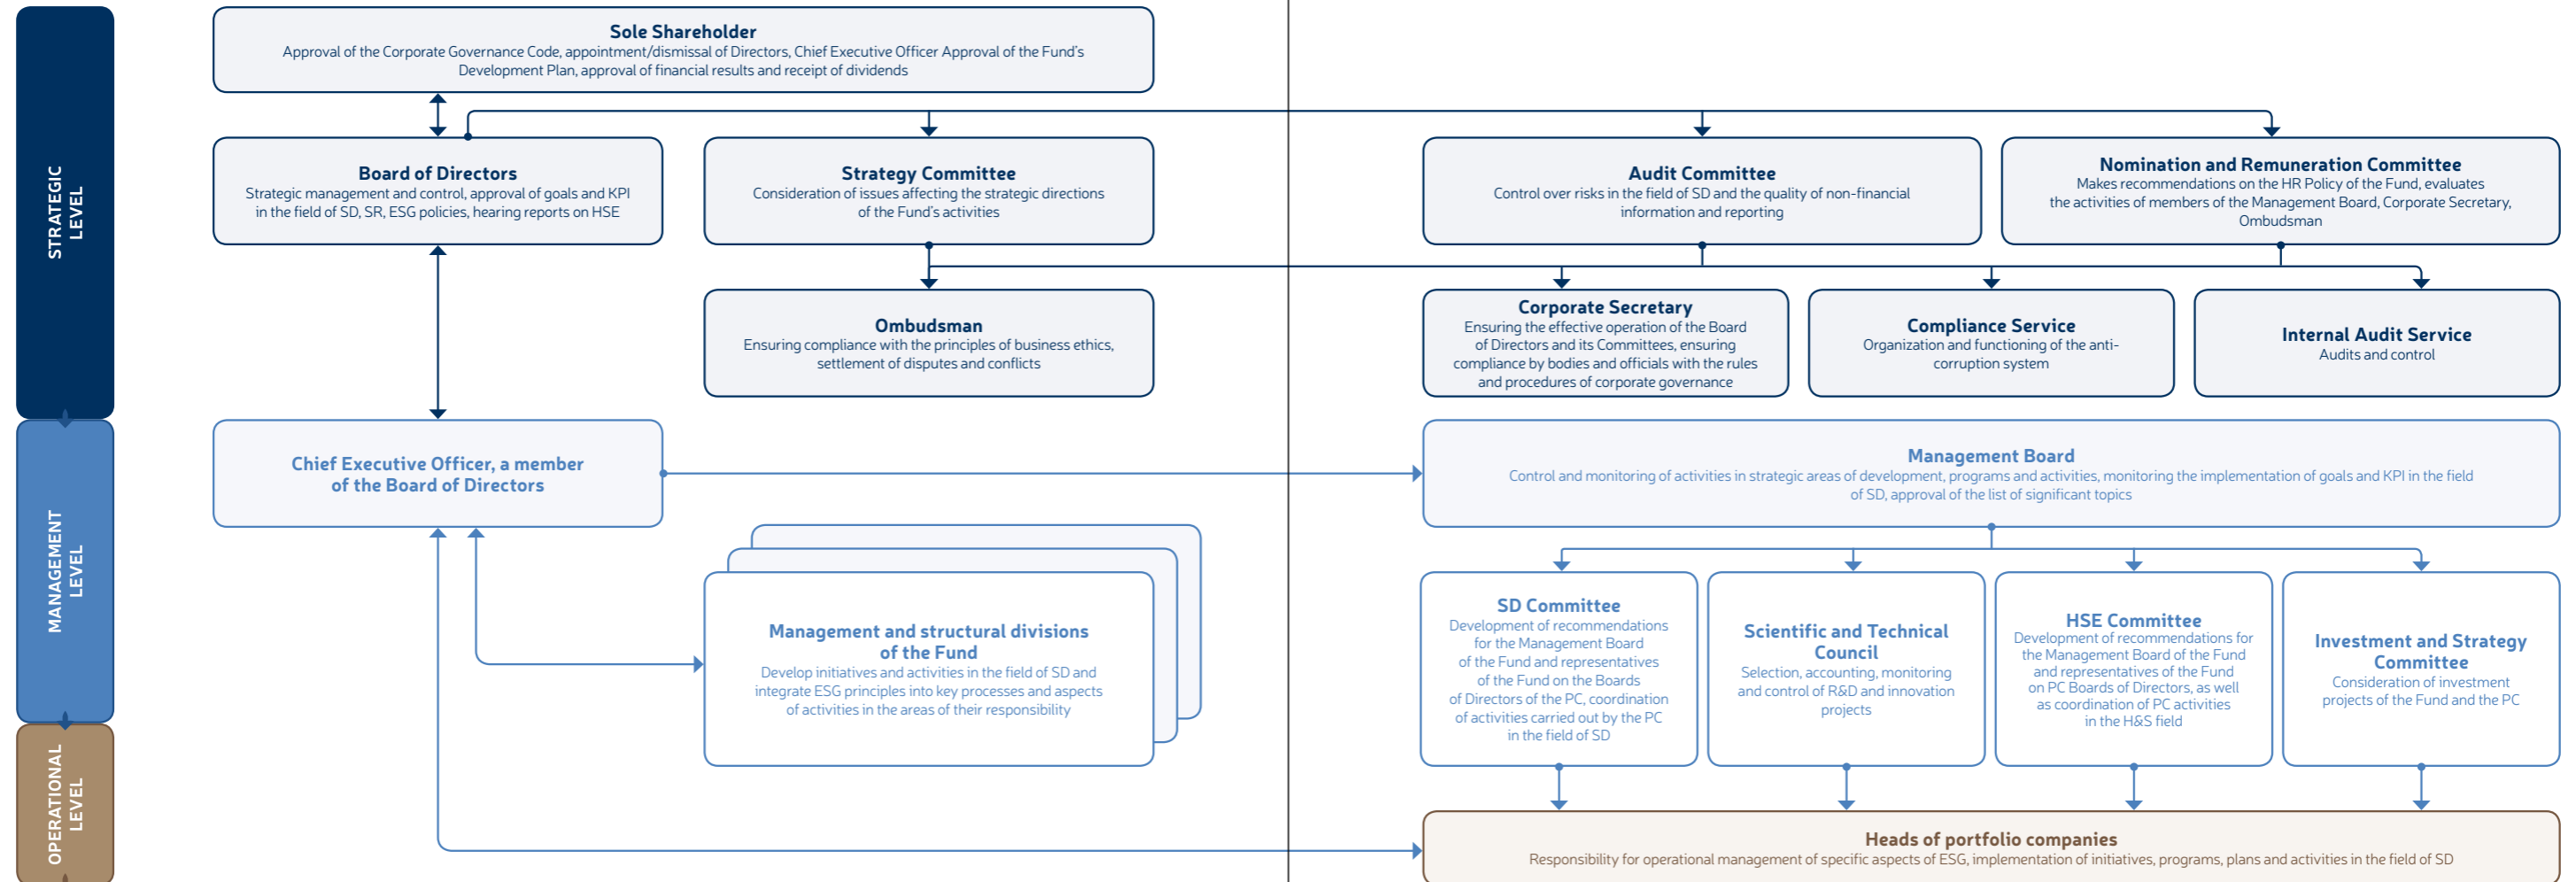 STRATEGIC
LEVEL
Sole Shareholder
Approval of the Corporate Governance Code, appointment/dismissal of Directors, Chief Executive Officer Approval of the Fund's
Development Plan, approval of financial results and receipt of dividends
Board of Directors
Strategic management and control, approval of goals and KPI
in the field of SD, SR, ESG policies, hearing reports on HSE
Strategy Committee
Consideration of issues affecting the strategic directions
of the Fund's activities
Audit Committee
Control over risks in the field of SD and the quality of non-financial
information and reporting
Nomination and Remuneration Committee
Makes recommendations on the HR Policy of the Fund, evaluates
the activities of members of the Management Board, Corporate Secretary,
Ombudsman
Ombudsman
Ensuring compliance with the principles of business ethics,
settlement of disputes and conflicts
Corporate Secretary
Ensuring the effective operation of the Board
of Directors and its Committees, ensuring
compliance by bodies and officials with the rules
and procedures of corporate governance
Compliance Service
Organization and functioning of the anti-
corruption system
Internal Audit Service
Audits and control
MANAGEMENT
LEVEL
Chief Executive Officer, a member
of the Board of Directors
Management Board
Control and monitoring of activities in strategic areas of development, programs and activities, monitoring the implementation of goals and KPI in the field
of SD, approval of the list of significant topics
Management and structural divisions
of the Fund
Develop initiatives and activities in the field of SD and
integrate ESG principles into key processes and aspects
of activities in the areas of their responsibility
SD Committee
Development of recommendations
for the Management Board
of the Fund and representatives
of the Fund on the Boards
of Directors of the PC, coordination
of activities carried out by the PC
in the field of SD
Scientific and Technical
Council
Selection, accounting, monitoring
and control of R&D and innovation
projects
HSE Committee
Development of recommendations for
the Management Board of the Fund
and representatives of the Fund
on PC Boards of Directors, as well
as coordination of PC activities
in the H&S field
Investment and Strategy
Committee
Consideration of investment
projects of the Fund and the PC
OPERATIONAL
LEVEL
Heads of portfolio companies
Responsibility for operational management of specific aspects of ESG, implementation of initiatives, programs, plans and activities in the field of SD